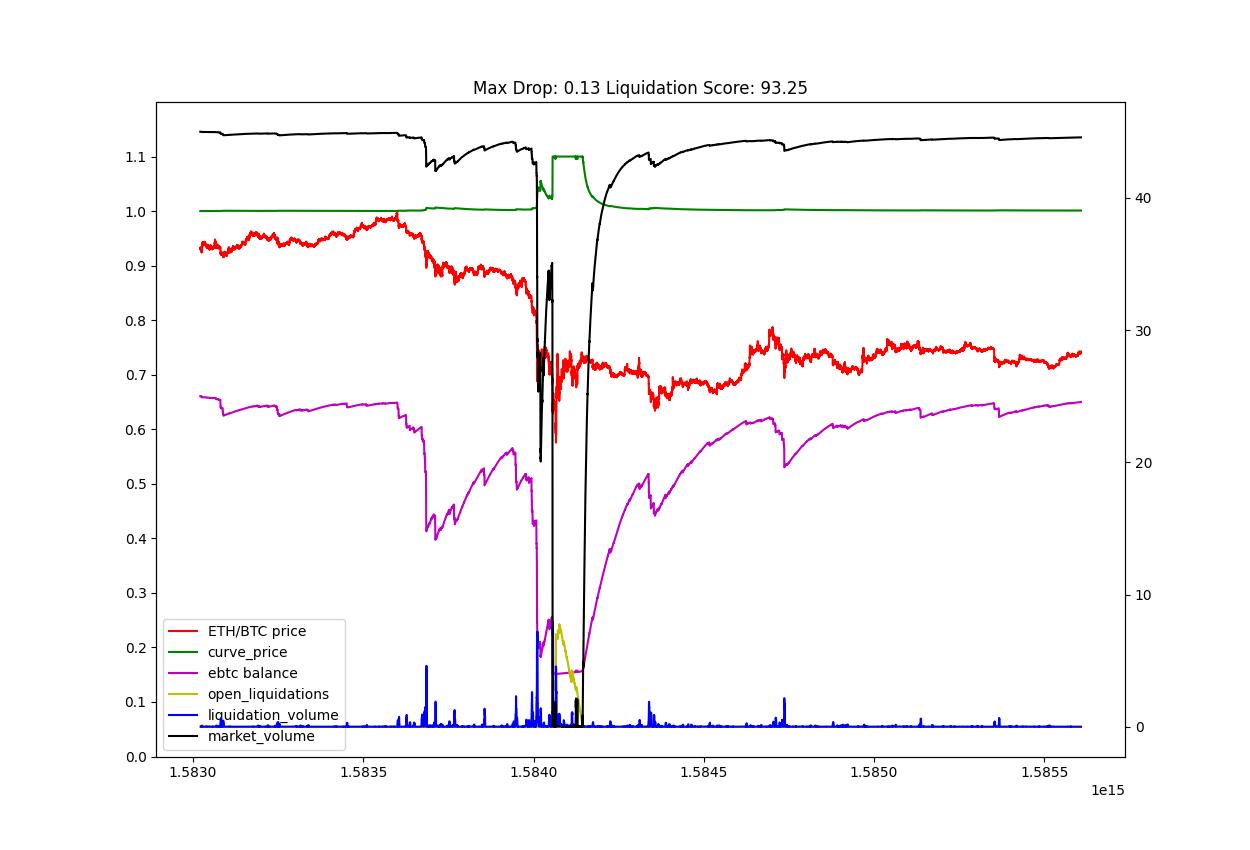 Max Drop: 0.13 Liquidation Score: 93.25
1.1
1.0
0.9
0.8
0.7
0.6
0.5
0.4
0.3
0.2
0.1
0.0
40
30
20
10
0
ETH/BTC price
curve_price
ebtc balance
open_liquidations
liquidation_volume
market_volume
1.5830
1.5835
1.5840
1.5845
1.5850
1.5855
1e15